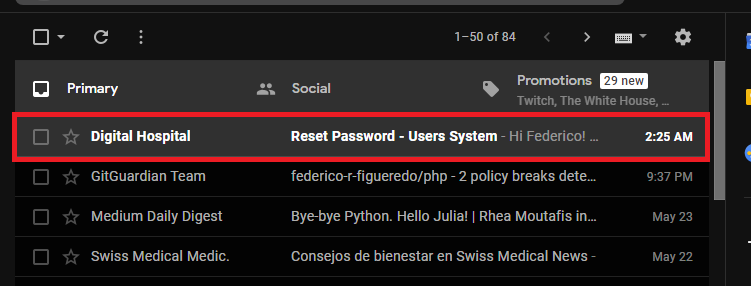 1–50 of 84
Primary
Social
Promotions 29 new
Twitch, The White House, ...
Digital Hospital Reset Password - Users System - Hi Federico! ... 2:25 AM
GitGuardian Team federico-r-figueredo/php - 2 policy breaks dete... 9:37 PM
Medium Daily Digest Bye-bye Python. Hello Julia! | Rhea Moutafis in... May 23
Swiss Medical Medic. Consejos de bienestar en Swiss Medical News - May 22